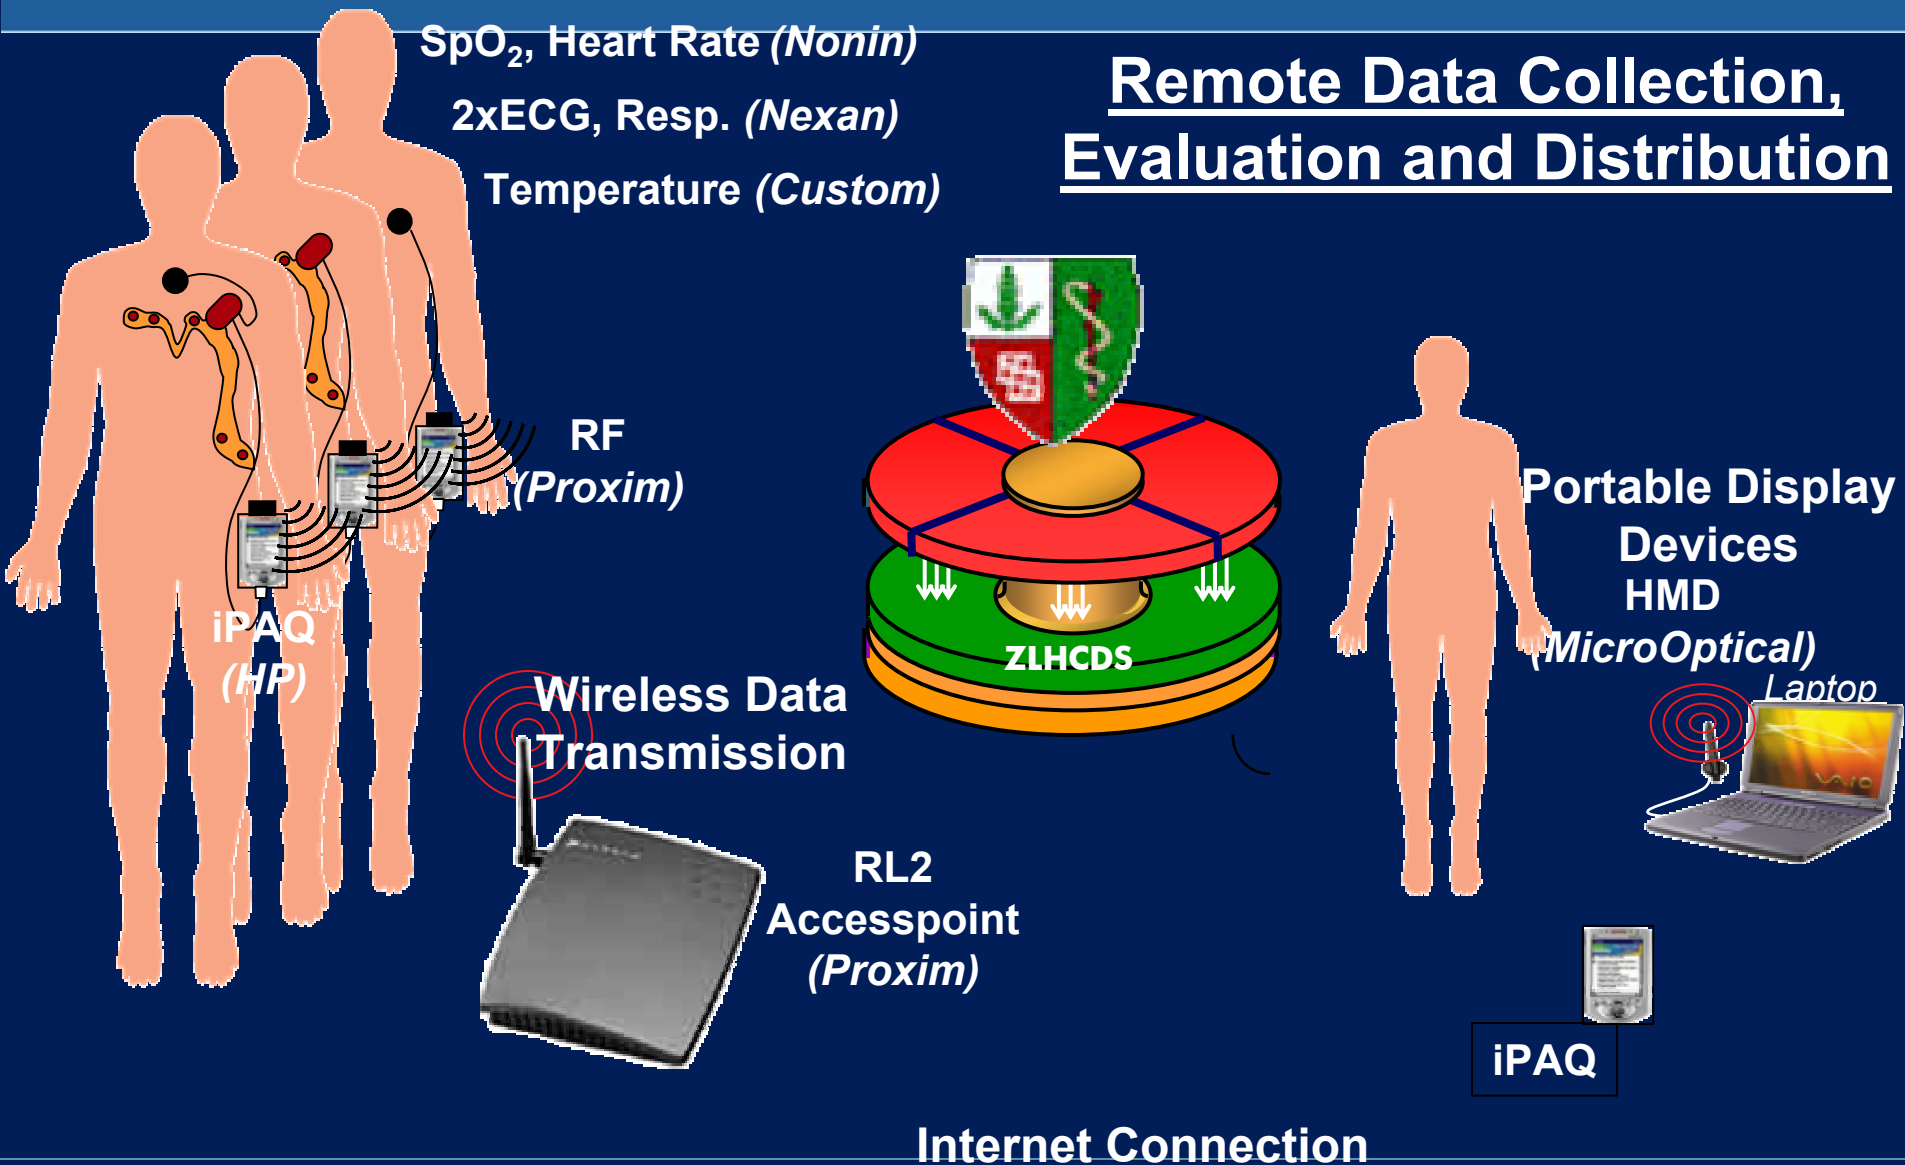 SpO2, Heart Rate (Nonin)
2xECG, Resp. (Nexan)
Temperature (Custom)
Remote Data Collection,
Evaluation and Distribution
RF
(Proxim)
iPAQ
(HP)
Wireless Data
Transmission
RL2
Accesspoint
(Proxim)
ZLHCDS
Portable Display
Devices
HMD
(MicroOptical)
Laptop
VAIO
iPAQ
Internet Connection